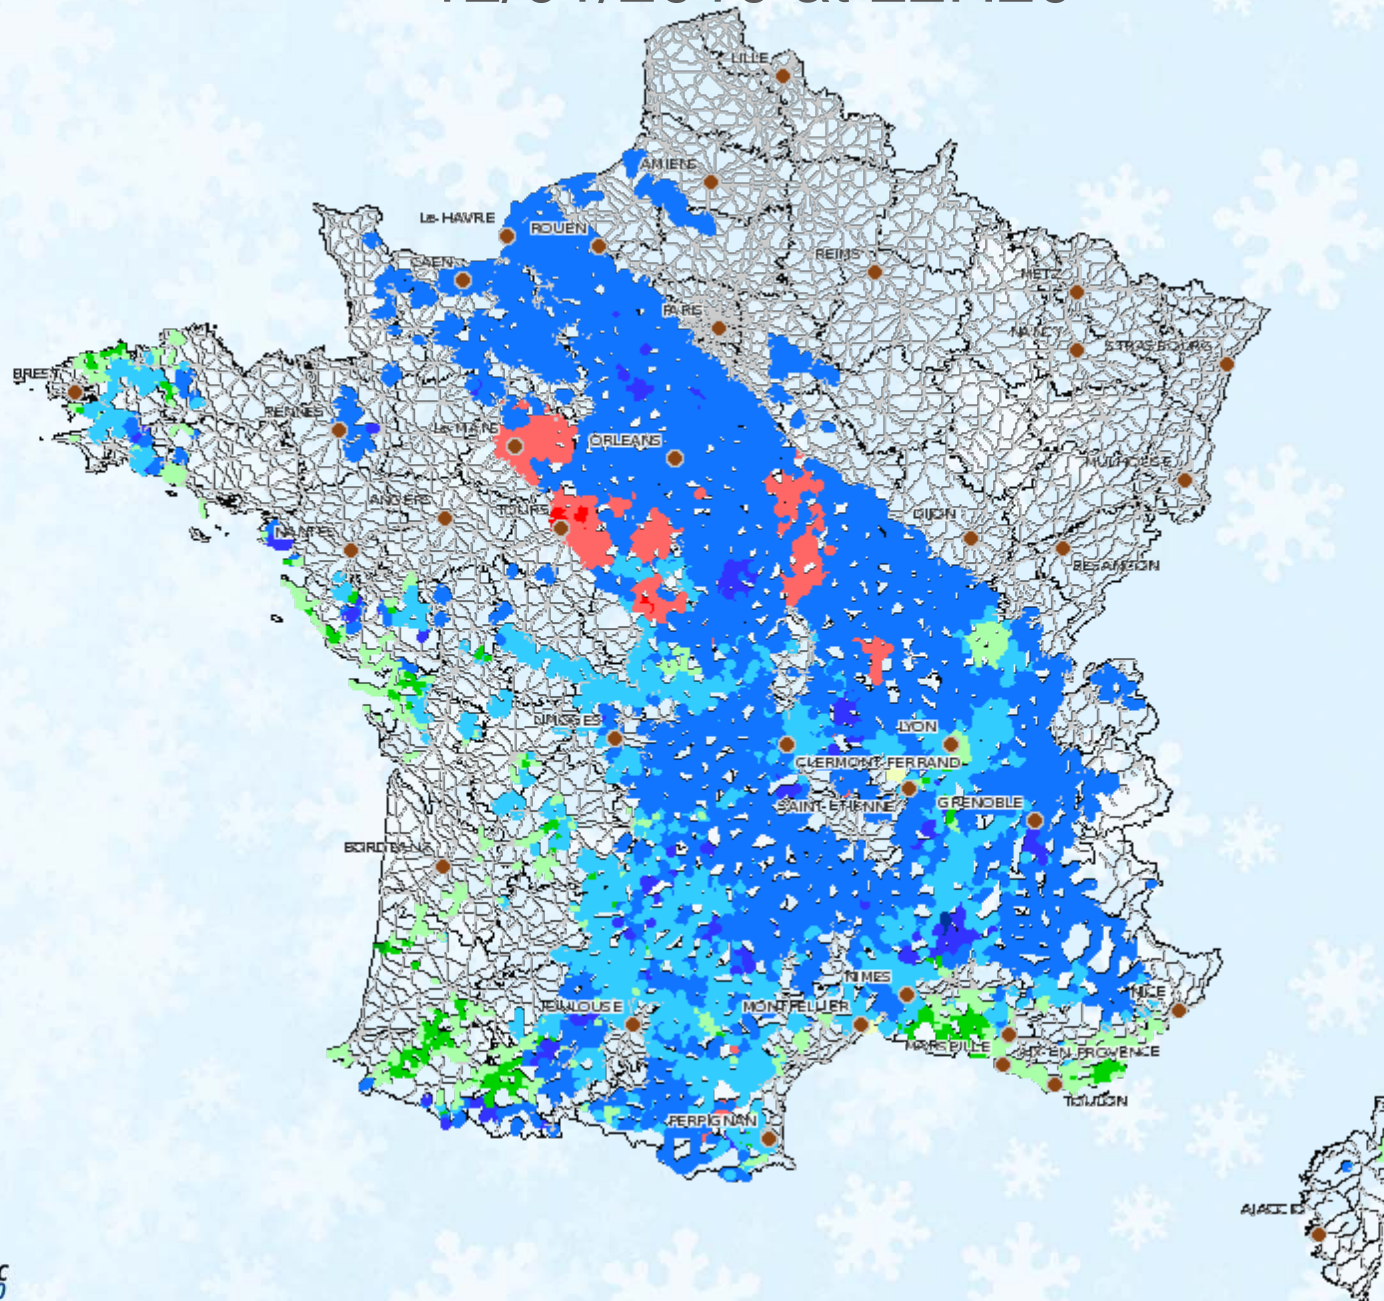 LILLE
AMIENS
Le-HAVRE
ROUEN
CAEN
REIMS
METZ
PARIS
NANCY
STRASBOURG
BREST
RENNES
Le-MANS
ORLEANS
MULHOUSE
ANGERS
TOURS
DIJON
NANTES
BESANCON
LIMOGES
LYON
CLERMONT-FERRAND
SAINT-ETIENNE
GRENOBLE
BORDEAUX
NIMES
NICE
TOULOUSE
MONTPELLIER
MARSEILLE
AIX-EN-PROVENCE
TOULON
PERPIGNAN
AJACCIO